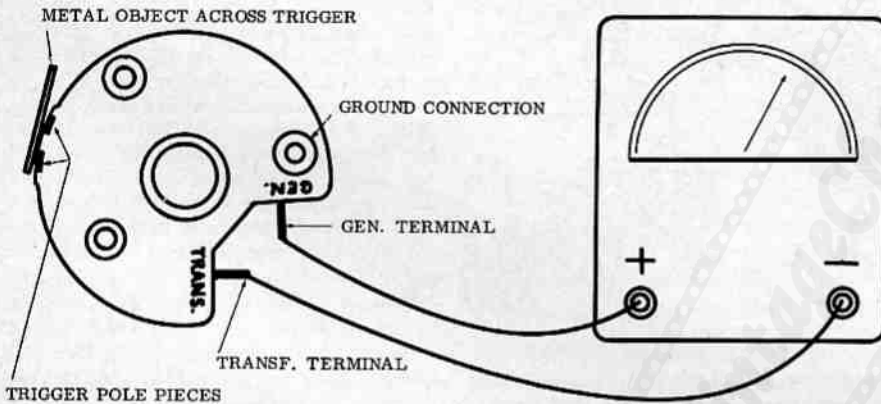 METAL OBJECT ACROSS TRIGGER
GROUND CONNECTION
GEN.
GEN. TERMINAL
TRANS.
+ —
TRANSF. TERMINAL
TRIGGER POLE PIECES